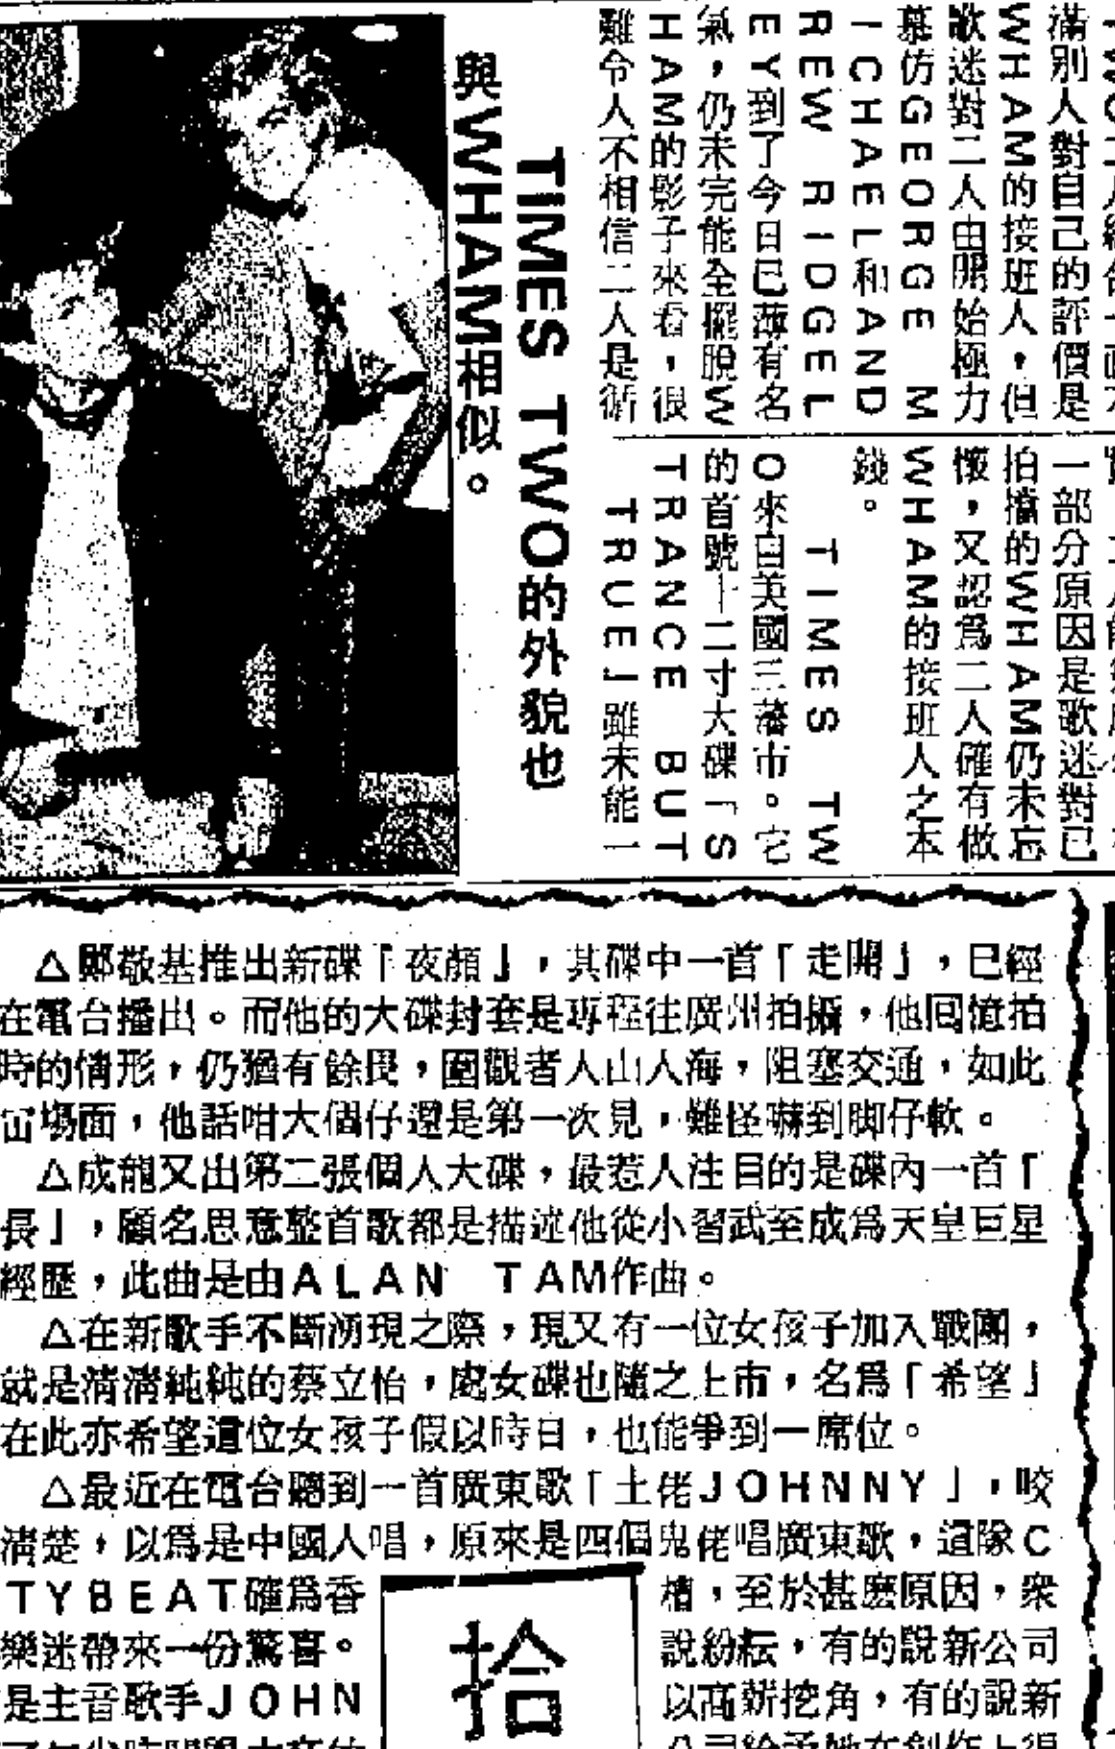 TWO
滿別人對自己的評價是
WHAM的接班人，但
歌迷對二人由開始極力
慕仿GEORGE M
ICHAEL和AND
REW RIDGEL
EY到了今日已薄有名
氣，仍未完能全擺脫W
HAM的影子來看，很
難令人不相信二人是銜
一部分原因是歌迷對已
拍擋的WHAM仍未忘
懷，又認爲二人確有做
WHAM的接班人之本
錢。
TIMES TW
O來自美國三藩市。它
的首號十二寸大碟「S
TRANCE BUT
TRUE」雖未能一
TIMES TWO的外貌也
與WHAM相似。
△鄭敬基推出新碟「夜顏」，其碟中一首「走開」，已經
在電台播出。而他的大碟封套是専程往廣州拍攝，他囘憶拍
時的情形，仍猶有餘畏，圍觀者人山人海，阻塞交通，如此
場面，他話咁大個仔還是第一次見，難怪嚇到脚仔軟。
△成龍又出第二張個人大碟，最惹人注目的是碟內一首「
長」，顧名思意整首歌都是描述他從小習武至成爲天皇巨星
經歷，此曲是由ALAN TAM作曲。
△在新歌手不斷湧現之際，現又有一位女孩子加入戰團，
就是清清純純的蔡立怡，處女碟也隨之上市，名爲「希望」
在此亦希望這位女孩子假以時日，也能爭到一席位。
△最近在電台聽到一首廣東歌「土佬JOHNNY」，咬
清楚，以爲是中國人唱，原來是四個鬼佬唱廣東歌，這隊C
TYBEAT確爲香
樂迷帶來一份驚喜。
是主音歌手JOHN
拾
糟，至於甚麽原因，衆
說紛紜，有的說新公司
以高薪挖角，有的說新
公司給予她在創作上很